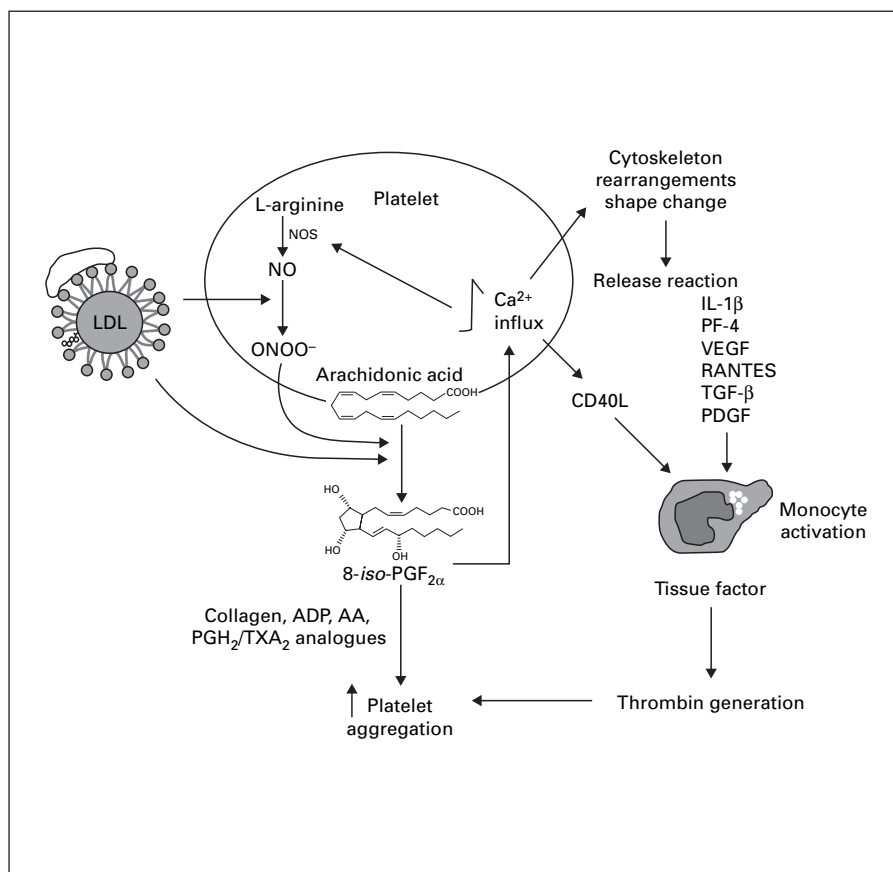 Cytoskeleton
rearrangements
shape change
L-arginine
Platelet
NOS
NO
Release reaction
IL-1β
PF-4
VEGF
RANTES
TGF-β
PDGF
LDL
Ca²⁺
influx
ONOO⁻
Arachidonic acid
COOH
CD40L
HO
COOH
HO
OH
8-iso-PGF₂α
Monocyte
activation
Tissue factor
Collagen, ADP, AA,
PGH₂/TXA₂ analogues
Thrombin generation
Platelet
aggregation